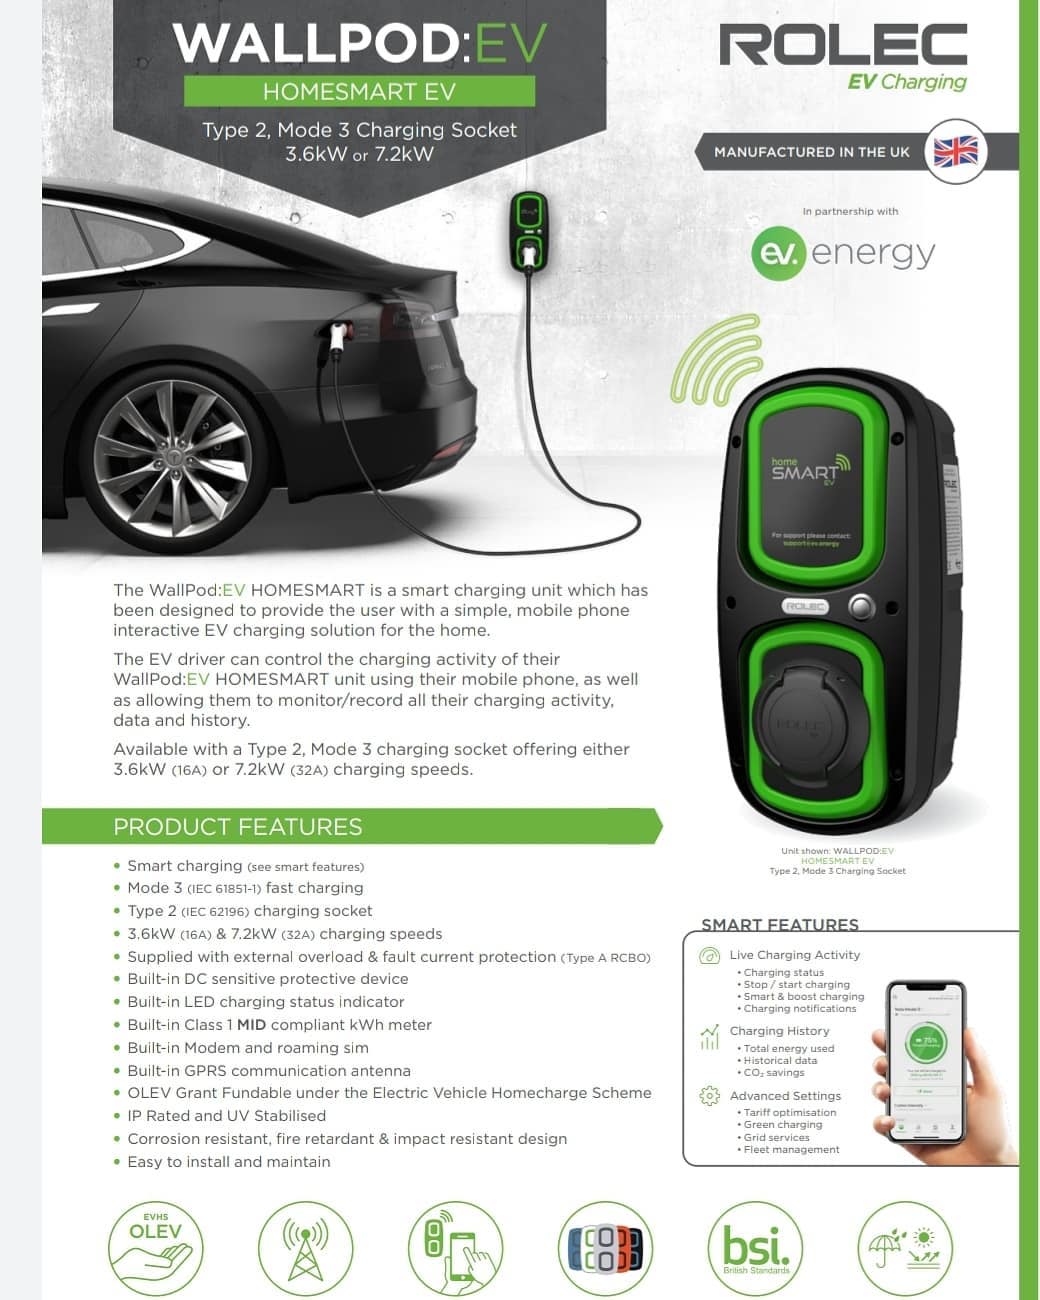 WALLPOD:EV
HOMESMART EV
Type 2, Mode 3 Charging Socket
3.6kW or 7.2kW
ROLEC
EV Charging
MANUFACTURED IN THE UK
In partnership with
ev.energy
home
SMART
EV
For support please contact:
support@ev.energy
ROLEC
ROLEC
ROLEC
The WallPod:EV HOMESMART is a smart charging unit which has
been designed to provide the user with a simple, mobile phone
interactive EV charging solution for the home.
The EV driver can control the charging activity of their
WallPod:EV HOMESMART unit using their mobile phone, as well
as allowing them to monitor/record all their charging activity,
data and history.
Available with a Type 2, Mode 3 charging socket offering either
3.6kW (16A) or 7.2kW (32A) charging speeds.
Unit shown: WALLPOD:EV
HOMESMART EV
Type 2, Mode 3 Charging Socket
PRODUCT FEATURES
• Smart charging (see smart features)
• Mode 3 (IEC 61851-1) fast charging
• Type 2 (IEC 62196) charging socket
• 3.6kW (16A) & 7.2kW (32A) charging speeds
• Supplied with external overload & fault current protection (Type A RCBO)
• Built-in DC sensitive protective device
• Built-in LED charging status indicator
• Built-in Class 1 MID compliant kWh meter
• Built-in Modem and roaming sim
• Built-in GPRS communication antenna
• OLEV Grant Fundable under the Electric Vehicle Homecharge Scheme
• IP Rated and UV Stabilised
• Corrosion resistant, fire retardant & impact resistant design
• Easy to install and maintain
SMART FEATURES
Live Charging Activity
• Charging status
• Stop / start charging
• Smart & boost charging
• Charging notifications
Charging History
• Total energy used
• Historical data
• CO₂ savings
Advanced Settings
• Tariff optimisation
• Green charging
• Grid services
• Fleet management
75%
EVHS
OLEV
bsi.
British Standards